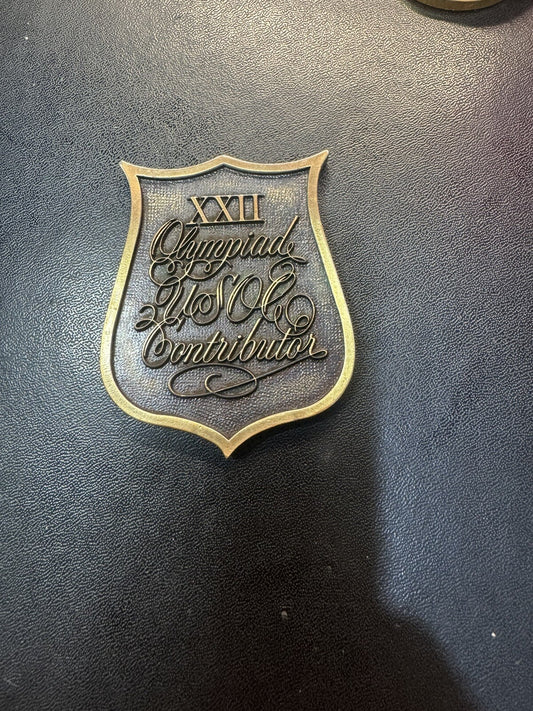 XXII
Olympiad
USOC
Contributor